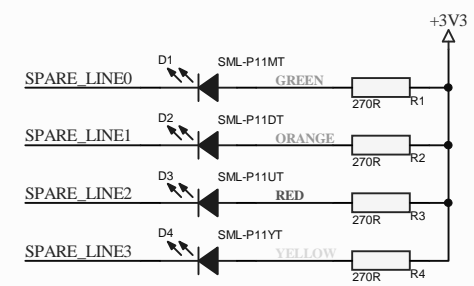 +3V3
D1 SML-P11MT
SPARE_LINE0 GREEN 270R R1
D2 SML-P11DT
SPARE_LINE1 ORANGE 270R R2
D3 SML-P11UT
SPARE_LINE2 RED 270R R3
D4 SML-P11YT
SPARE_LINE3 YELLOW 270R R4